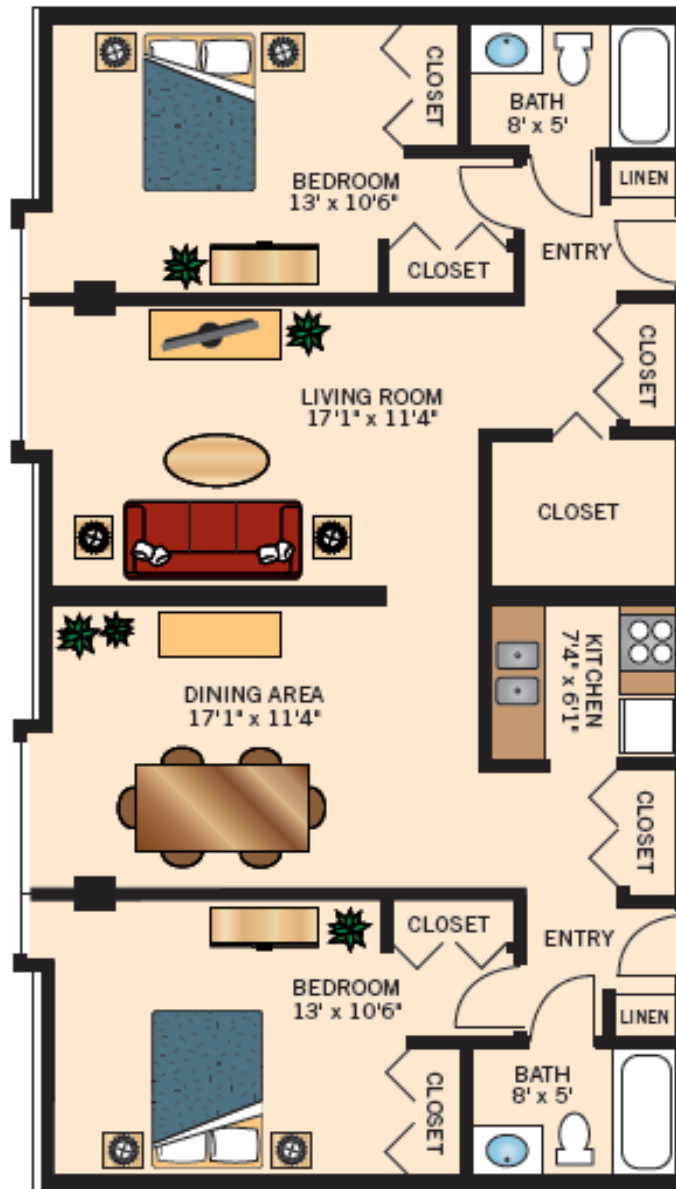 CLOSET
BATH
8' x 5'
BEDROOM
13' x 10'6"
LINEN
ENTRY
CLOSET
CLOSET
LIVING ROOM
17'1" x 11'4"
CLOSET
KITCHEN
7'4" x 6'1"
DINING AREA
17'1" x 11'4"
CLOSET
CLOSET
ENTRY
BEDROOM
13' x 10'6"
LINEN
CLOSET
BATH
8' x 5'